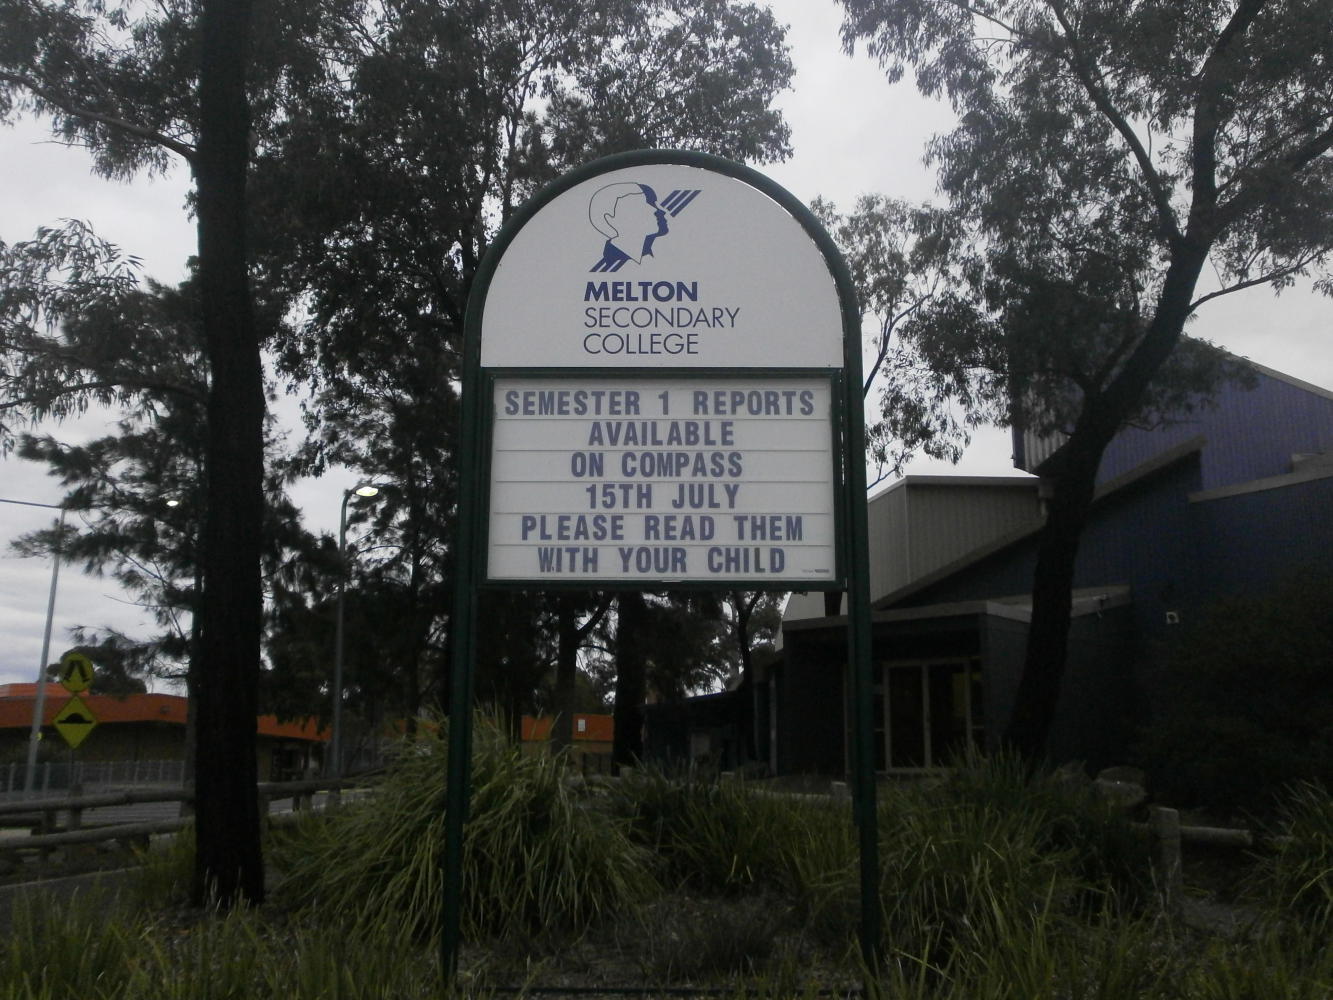 MELTON
SECONDARY
COLLEGE
SEMESTER 1 REPORTS
AVAILABLE
ON COMPASS
15TH JULY
PLEASE READ THEM
WITH YOUR CHILD